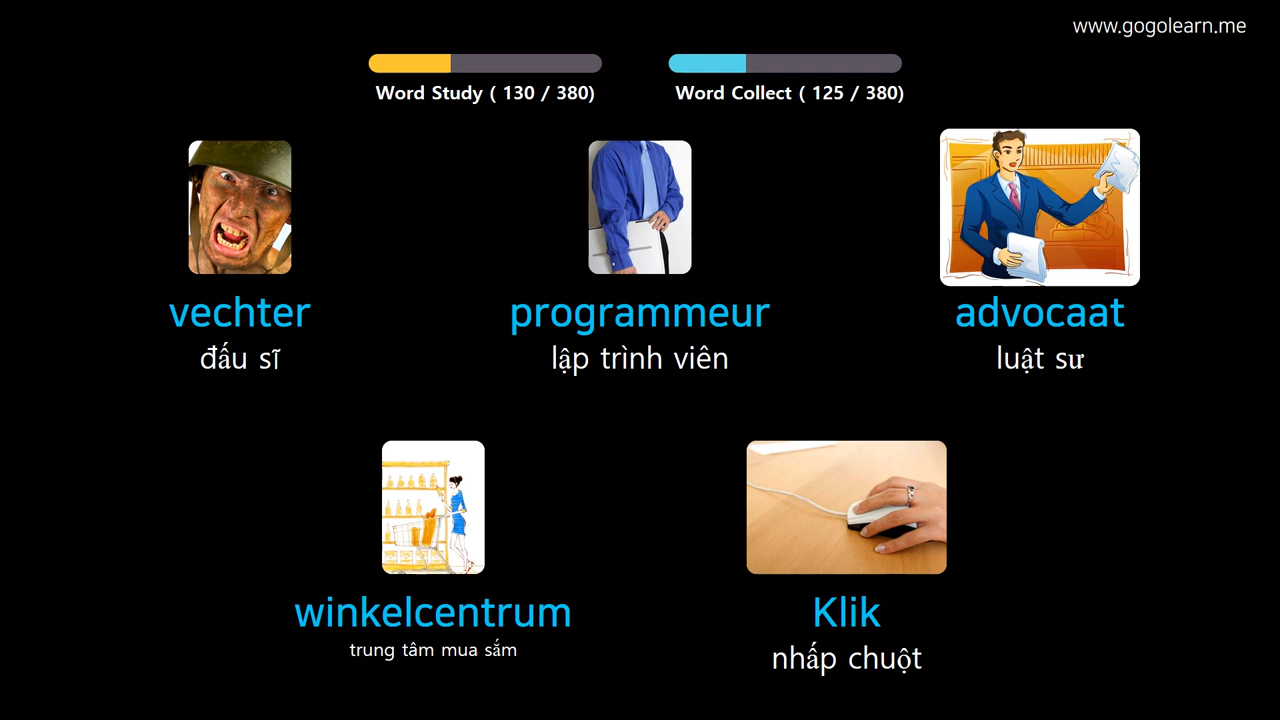 www.gogolearn.me
Word Study ( 130 / 380)
Word Collect ( 125 / 380)
vechter
programmeur
advocaat
đấu sĩ
lập trình viên
luật sư
winkelcentrum
Klik
trung tâm mua sắm
nhấp chuột